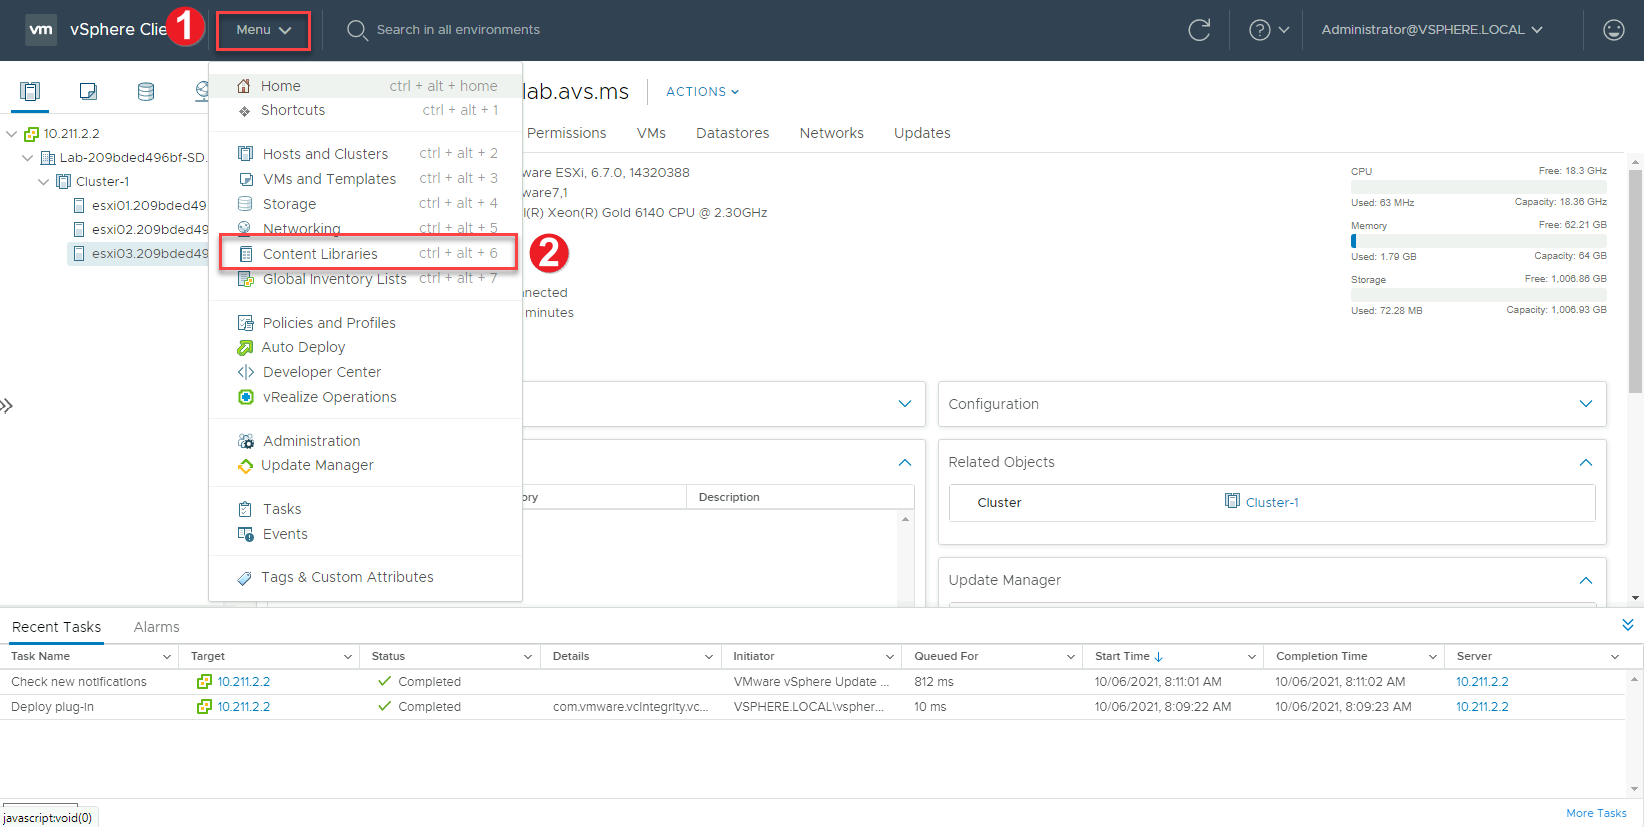 vm vSphere Clie 1 Menu Search in all environments Administrator@VSPHERE.LOCAL
Home ctrl + alt + home
Shortcuts ctrl + alt + 1
Hosts and Clusters ctrl + alt + 2
VMs and Templates ctrl + alt + 3
Storage ctrl + alt + 4
Networking ctrl + alt + 5
Content Libraries ctrl + alt + 6
2
Global Inventory Lists ctrl + alt + 7
Policies and Profiles
Auto Deploy
Developer Center
vRealize Operations
Administration
Update Manager
Tasks
Events
Tags & Custom Attributes
10.211.2.2
Lab-209bded496bf-SD.
Cluster-1
esxi01.209bded49
esxi02.209bded49
esxi03.209bded49
lab.avs.ms ACTIONS
Permissions VMs Datastores Networks Updates
ware ESXi, 6.7.0, 14320388
ware7,1
l(R) Xeon(R) Gold 6140 CPU @ 2.30GHz
nnected
minutes
CPU Free: 18.3 GHz
Used: 63 MHz Capacity: 18.36 GHz
Memory Free: 62.21 GB
Used: 1.79 GB Capacity: 64 GB
Storage Free: 1,006.86 GB
Used: 72.28 MB Capacity: 1,006.93 GB
Configuration
ory Description
Related Objects
Cluster Cluster-1
Update Manager
Recent Tasks Alarms
Task Name Target Status Details Initiator Queued For Start Time Completion Time Server
Check new notifications 10.211.2.2 Completed VMware vSphere Update ... 812 ms 10/06/2021, 8:11:01 AM 10/06/2021, 8:11:02 AM 10.211.2.2
Deploy plug-in 10.211.2.2 Completed com.vmware.vcIntegrity.vc... VSPHERE.LOCAL\vspher... 10 ms 10/06/2021, 8:09:22 AM 10/06/2021, 8:09:23 AM 10.211.2.2
More Tasks
javascript:void(0)